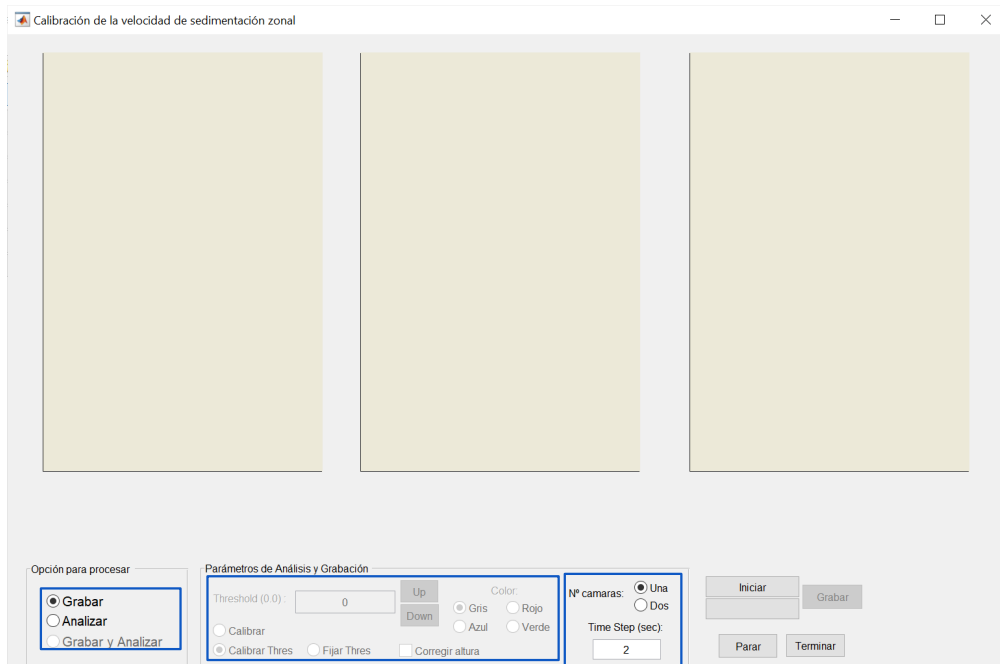 Calibración de la velocidad de sedimentación zonal
Opción para procesar
Grabar
Analizar
Grabar y Analizar
Parámetros de Análisis y Grabación
Threshold (0.0) :
0
Up
Down
Color:
Gris
Rojo
Azul
Verde
Calibrar
Calibrar Thres
Fijar Thres
Corregir altura
Nº camaras:
Una
Dos
Time Step (sec):
2
Iniciar
Grabar
Parar
Terminar